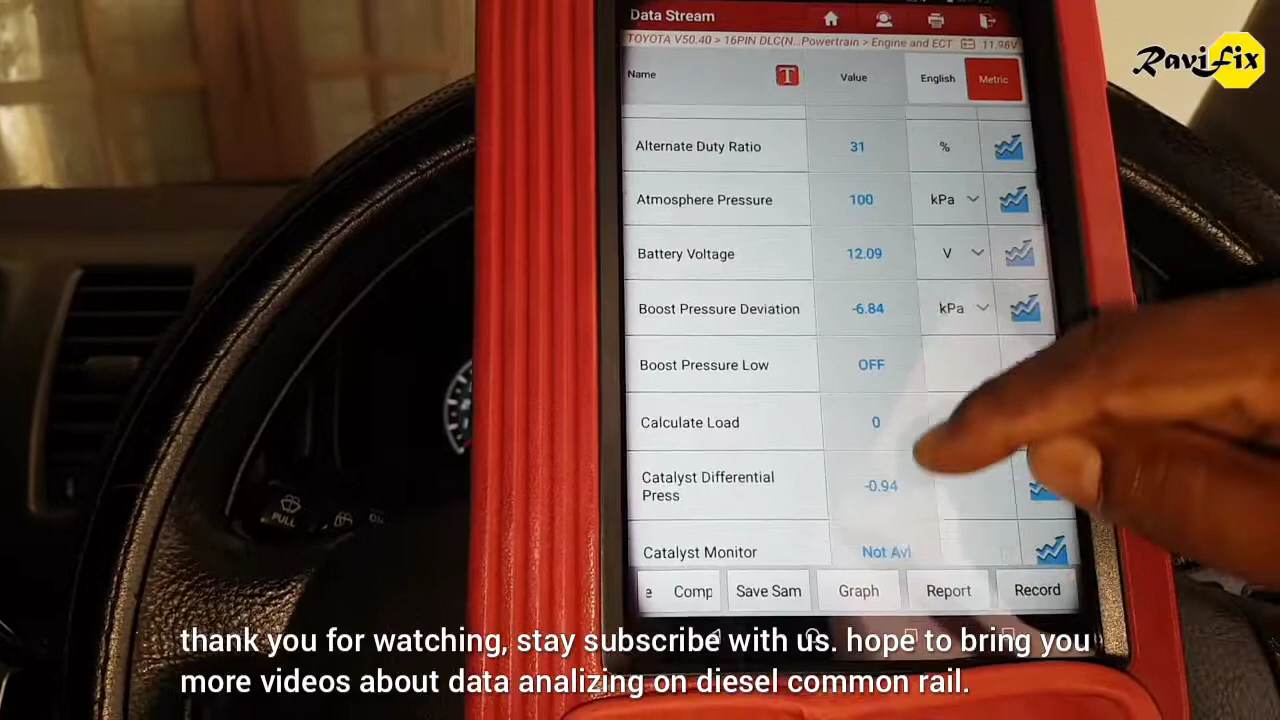 Data Stream
TOYOTA V50.40 > 16PIN DLC(N...Powertrain > Engine and ECT 11.98V
Name T Value English Metric
Alternate Duty Ratio 31 %
Atmosphere Pressure 100 kPa
Battery Voltage 12.09 V
Boost Pressure Deviation -6.84 kPa
Boost Pressure Low OFF
Calculate Load 0
Catalyst Differential
Press -0.94
Catalyst Monitor Not Avl
e Comp Save Sam Graph Report Record
RaviFix
PULL
thank you for watching, stay subscribe with us. hope to bring you
more videos about data analizing on diesel common rail.